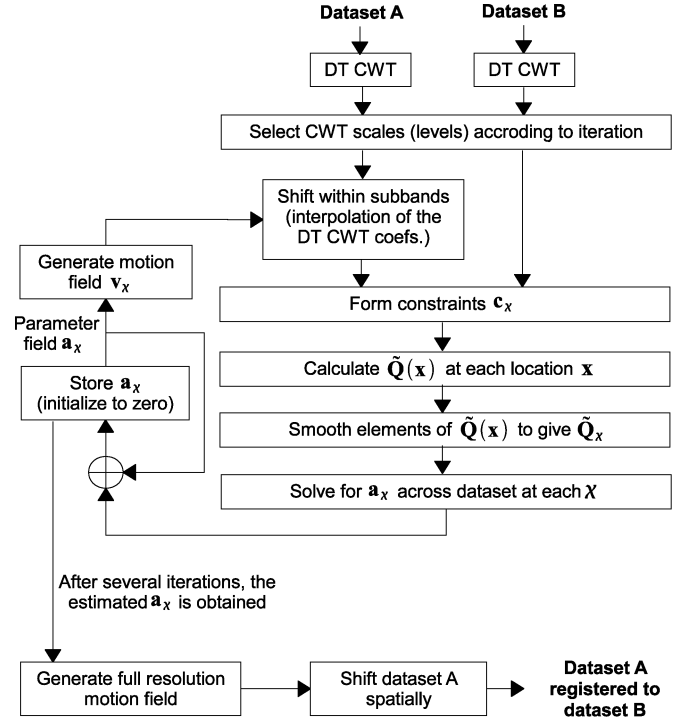 Dataset A
Dataset B
DT CWT
DT CWT
Select CWT scales (levels) accroding to iteration
Shift within subbands
(interpolation of the
DT CWT coefs.)
Generate motion
field v_χ
Form constraints c_χ
Parameter
field a_χ
Calculate Q̃(x) at each location x
Store a_χ
(initialize to zero)
Smooth elements of Q̃(x) to give Q̃_χ
Solve for a_χ across dataset at each χ
After several iterations, the
estimated a_χ is obtained
Generate full resolution
motion field
Shift dataset A
spatially
Dataset A
registered to
dataset B